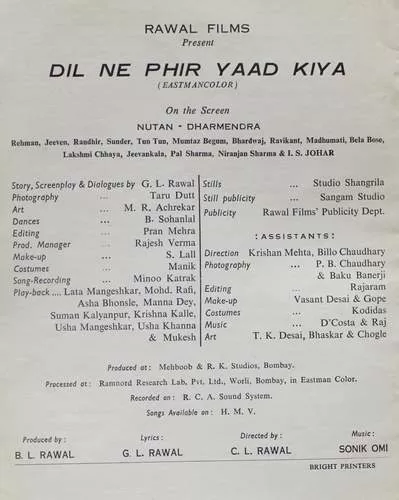 RAWAL FILMS
Present
DIL NE PHIR YAAD KIYA
(EASTMANCOLOR)
On the Screen
NUTAN - DHARMENDRA
Rehman, Jeeven, Randhir, Sunder, Tun Tun, Mumtaz Begum, Bhardwaj, Ravikant, Madhumati, Bela Bose,
Lakshmi Chhaya, Jeevankala, Pal Sharma, Niranjan Sharma & I. S. JOHAR
Story, Screenplay & Dialogues by G. L. Rawal
Photography ... Taru Dutt
Art ... M. R. Achrekar
Dances ... B. Sohanlal
Editing ... Pran Mehra
Prod. Manager ... Rajesh Verma
Make-up ... S. Lall
Costumes ... Manik
Song-Recording ... Minoo Katrak
Play-back .... Lata Mangeshkar, Mohd. Rafi,
Asha Bhonsle, Manna Dey,
Suman Kalyanpur, Krishna Kalle,
Usha Mangeshkar, Usha Khanna
& Mukesh
Stills ... Studio Shangrila
Still publicity ... Sangam Studio
Publicity Rawal Films' Publicity Dept.
:ASSISTANTS:
Direction Krishan Mehta, Billo Chaudhary
Photography ... P. B. Chaudhary
& Baku Banerji
Editing ... Rajaram
Make-up Vasant Desai & Gope
Costumes ... Kodidas
Music ... D'Costa & Raj
Art T. K. Desai, Bhaskar & Chogle
Produced at: Mehboob & R. K. Studios, Bombay.
Processed at: Ramnord Research Lab. Pvt. Ltd., Worli, Bombay, in Eastman Color.
Recorded on: R. C. A. Sound System.
Songs Available on: H. M. V.
Produced by:
B. L. RAWAL
Lyrics:
G. L. RAWAL
Directed by:
C. L. RAWAL
Music:
SONIK OMI
BRIGHT PRINTERS